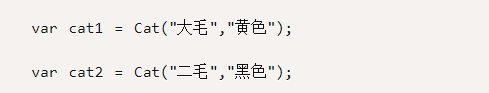 var cat1 = Cat("大毛","黄色");
var cat2 = Cat("二毛","黑色");